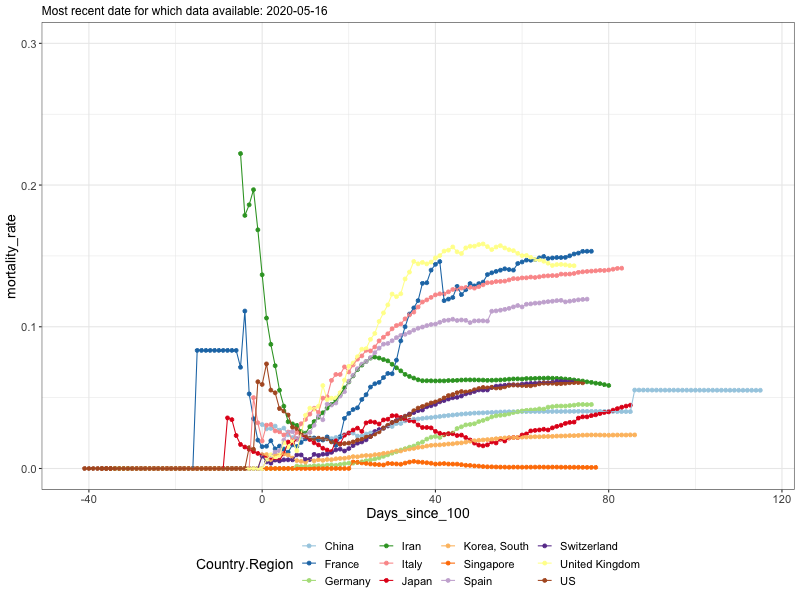 Most recent date for which data available: 2020-05-16
mortality_rate
0.3
0.2
0.1
0.0
-40 0 40 80 120
Days_since_100
Country.Region
China Iran Korea, South Switzerland
France Italy Singapore United Kingdom
Germany Japan Spain US